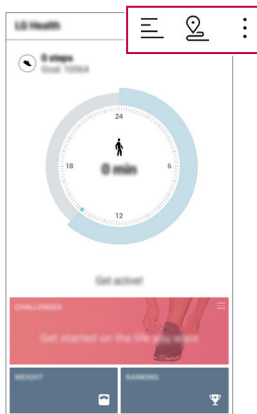 LG Health
0 steps
Goal: 10564
24
18
6
0 min
12
Get active!
CHALLENGES
Get started on the life you want
WEIGHT
RANKING